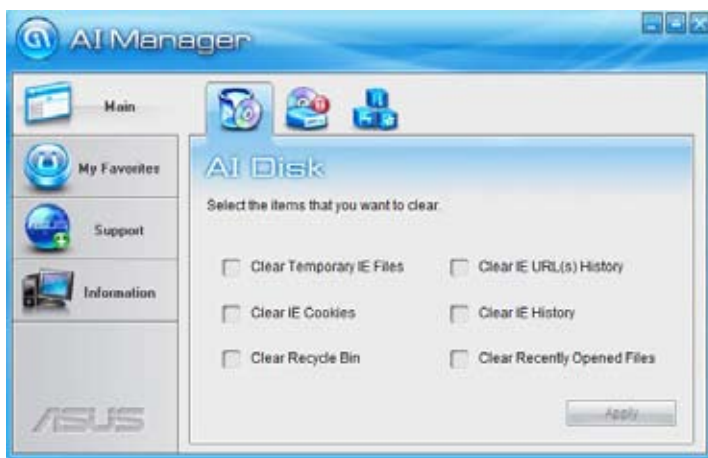 AI Manager
Main
My Favorites
Support
Information
ASUS
AI Disk
Select the items that you want to clear.
Clear Temporary IE Files
Clear IE URL(s) History
Clear IE Cookies
Clear IE History
Clear Recycle Bin
Clear Recently Opened Files
Apply